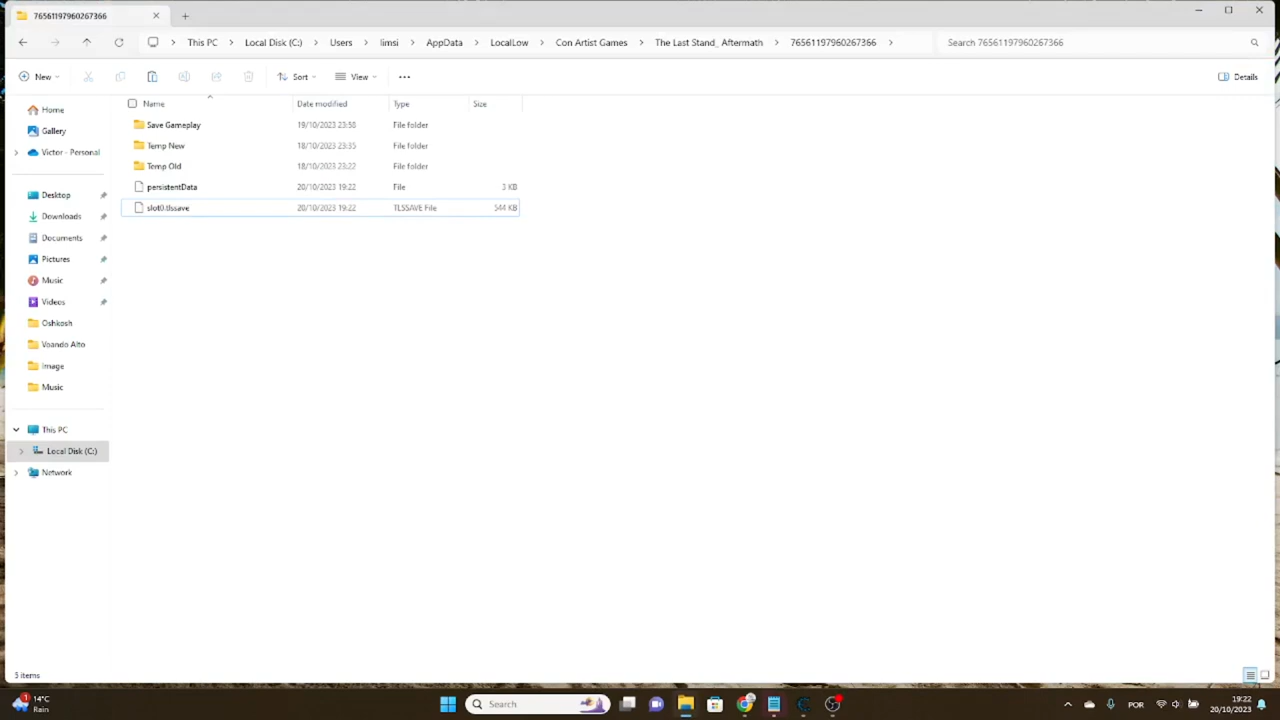 76561197960267366
This PC
Local Disk (C:)
Users
limsi
AppData
LocalLow
Con Artist Games
The Last Stand_ Aftermath
76561197960267366
Search 76561197960267366
New
Sort
View
Details
Name
Date modified
Type
Size
Save Gameplay 19/10/2023 23:58 File folder
Temp New 18/10/2023 23:35 File folder
Temp Old 18/10/2023 23:22 File folder
persistentData 20/10/2023 19:22 File 3 KB
slot0.tlssave 20/10/2023 19:22 TLSSAVE File 544 KB
Home
Gallery
Victor - Personal
Desktop
Downloads
Documents
Pictures
Music
Videos
Oshkosh
Voando Alto
Image
Music
This PC
Local Disk (C:)
Network
5 items
1
14°C
Rain
Search
POR
19:22
20/10/2023